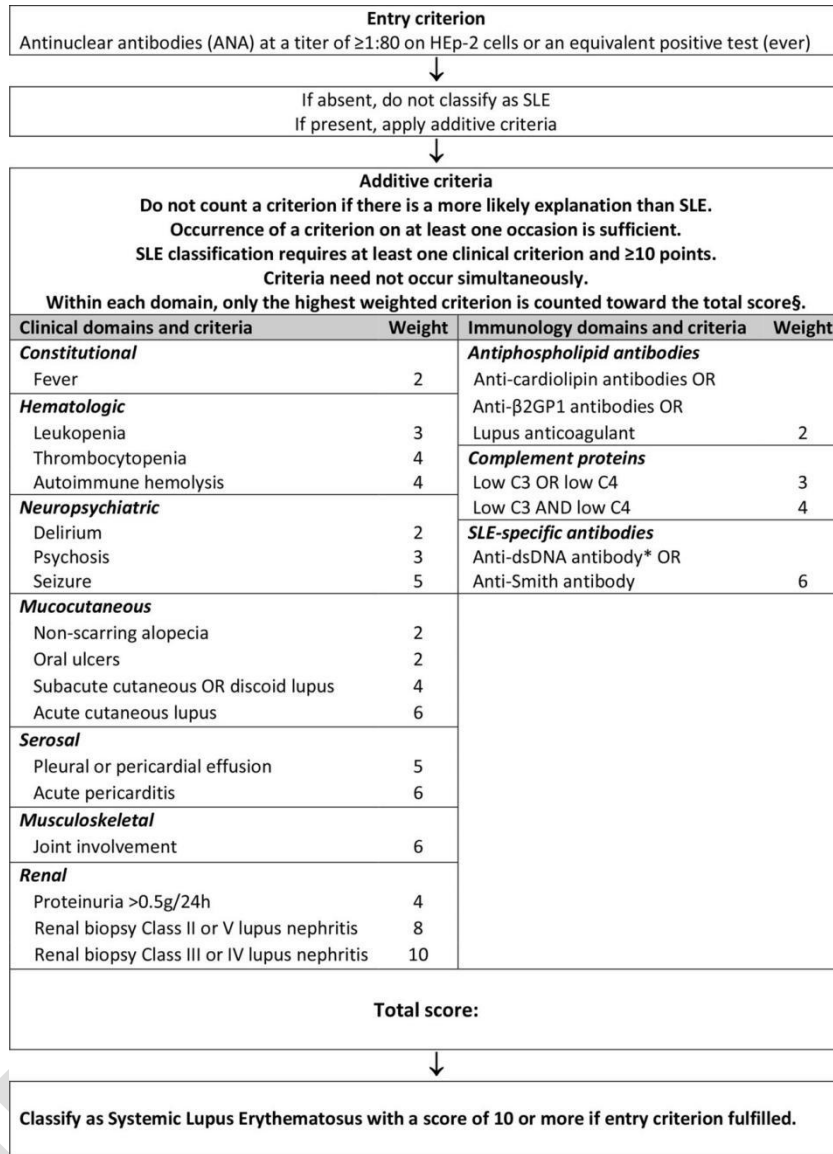 Entry criterion
Antinuclear antibodies (ANA) at a titer of ≥1:80 on HEp-2 cells or an equivalent positive test (ever)
↓
If absent, do not classify as SLE
If present, apply additive criteria
↓
Additive criteria
Do not count a criterion if there is a more likely explanation than SLE.
Occurrence of a criterion on at least one occasion is sufficient.
SLE classification requires at least one clinical criterion and ≥10 points.
Criteria need not occur simultaneously.
Within each domain, only the highest weighted criterion is counted toward the total score§.
Clinical domains and criteria Weight
Constitutional
Fever 2
Hematologic
Leukopenia 3
Thrombocytopenia 4
Autoimmune hemolysis 4
Neuropsychiatric
Delirium 2
Psychosis 3
Seizure 5
Mucocutaneous
Non-scarring alopecia 2
Oral ulcers 2
Subacute cutaneous OR discoid lupus 4
Acute cutaneous lupus 6
Serosal
Pleural or pericardial effusion 5
Acute pericarditis 6
Musculoskeletal
Joint involvement 6
Renal
Proteinuria >0.5g/24h 4
Renal biopsy Class II or V lupus nephritis 8
Renal biopsy Class III or IV lupus nephritis 10
Immunology domains and criteria Weight
Antiphospholipid antibodies
Anti-cardiolipin antibodies OR
Anti-β2GP1 antibodies OR
Lupus anticoagulant 2
Complement proteins
Low C3 OR low C4 3
Low C3 AND low C4 4
SLE-specific antibodies
Anti-dsDNA antibody* OR
Anti-Smith antibody 6
Total score:
↓
Classify as Systemic Lupus Erythematosus with a score of 10 or more if entry criterion fulfilled.